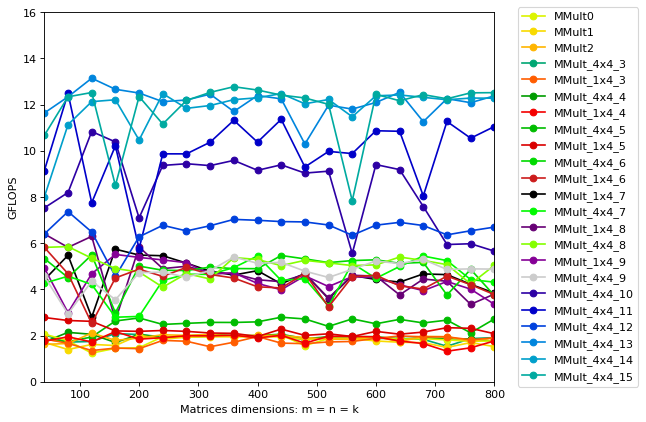 16
14
12
10
8
6
4
2
0
GFLOPS
100
200
300
400
500
600
700
800
Matrices dimensions: m = n = k
MMult0
MMult1
MMult2
MMult_4x4_3
MMult_1x4_3
MMult_4x4_4
MMult_1x4_4
MMult_4x4_5
MMult_1x4_5
MMult_4x4_6
MMult_1x4_6
MMult_1x4_7
MMult_4x4_7
MMult_1x4_8
MMult_4x4_8
MMult_1x4_9
MMult_4x4_9
MMult_4x4_10
MMult_4x4_11
MMult_4x4_12
MMult_4x4_13
MMult_4x4_14
MMult_4x4_15